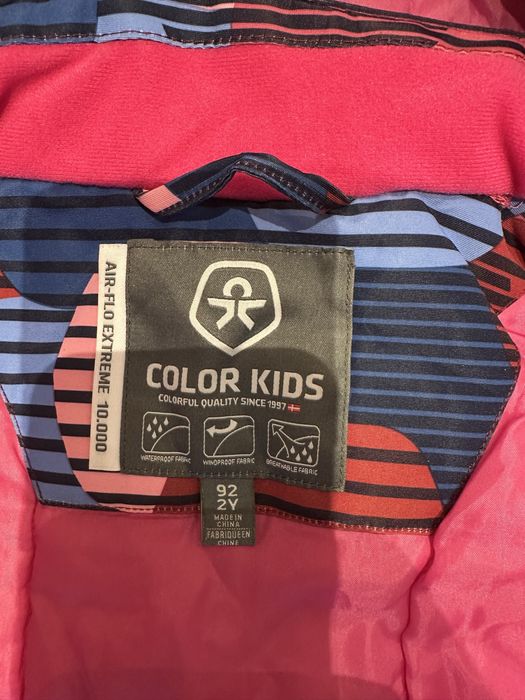 AIR-FLO EXTREME 10.000
COLOR KIDS
COLORFUL QUALITY SINCE 1997
WATERPROOF FABRIC
WINDPROOF FABRIC
BREATHABLE FABRIC
92
2Y
MADE IN
CHINA
FABRIQUEEN
CHINE